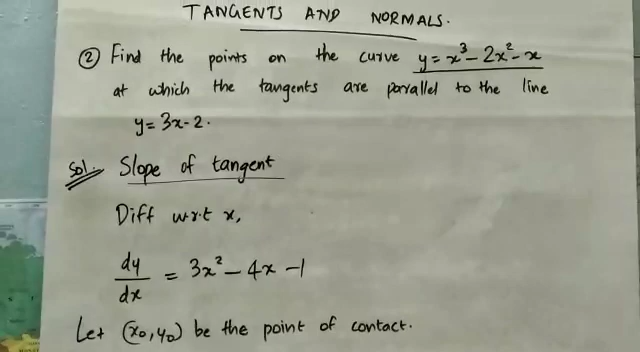 TANGENTS AND NORMALS.
② Find the points on the curve y = x³ - 2x² - x
at which the tangents are parallel to the line
y = 3x - 2.
Sol. Slope of tangent
Diff w.r.t x,
dy/dx = 3x² - 4x - 1
Let (x₀, y₀) be the point of contact.